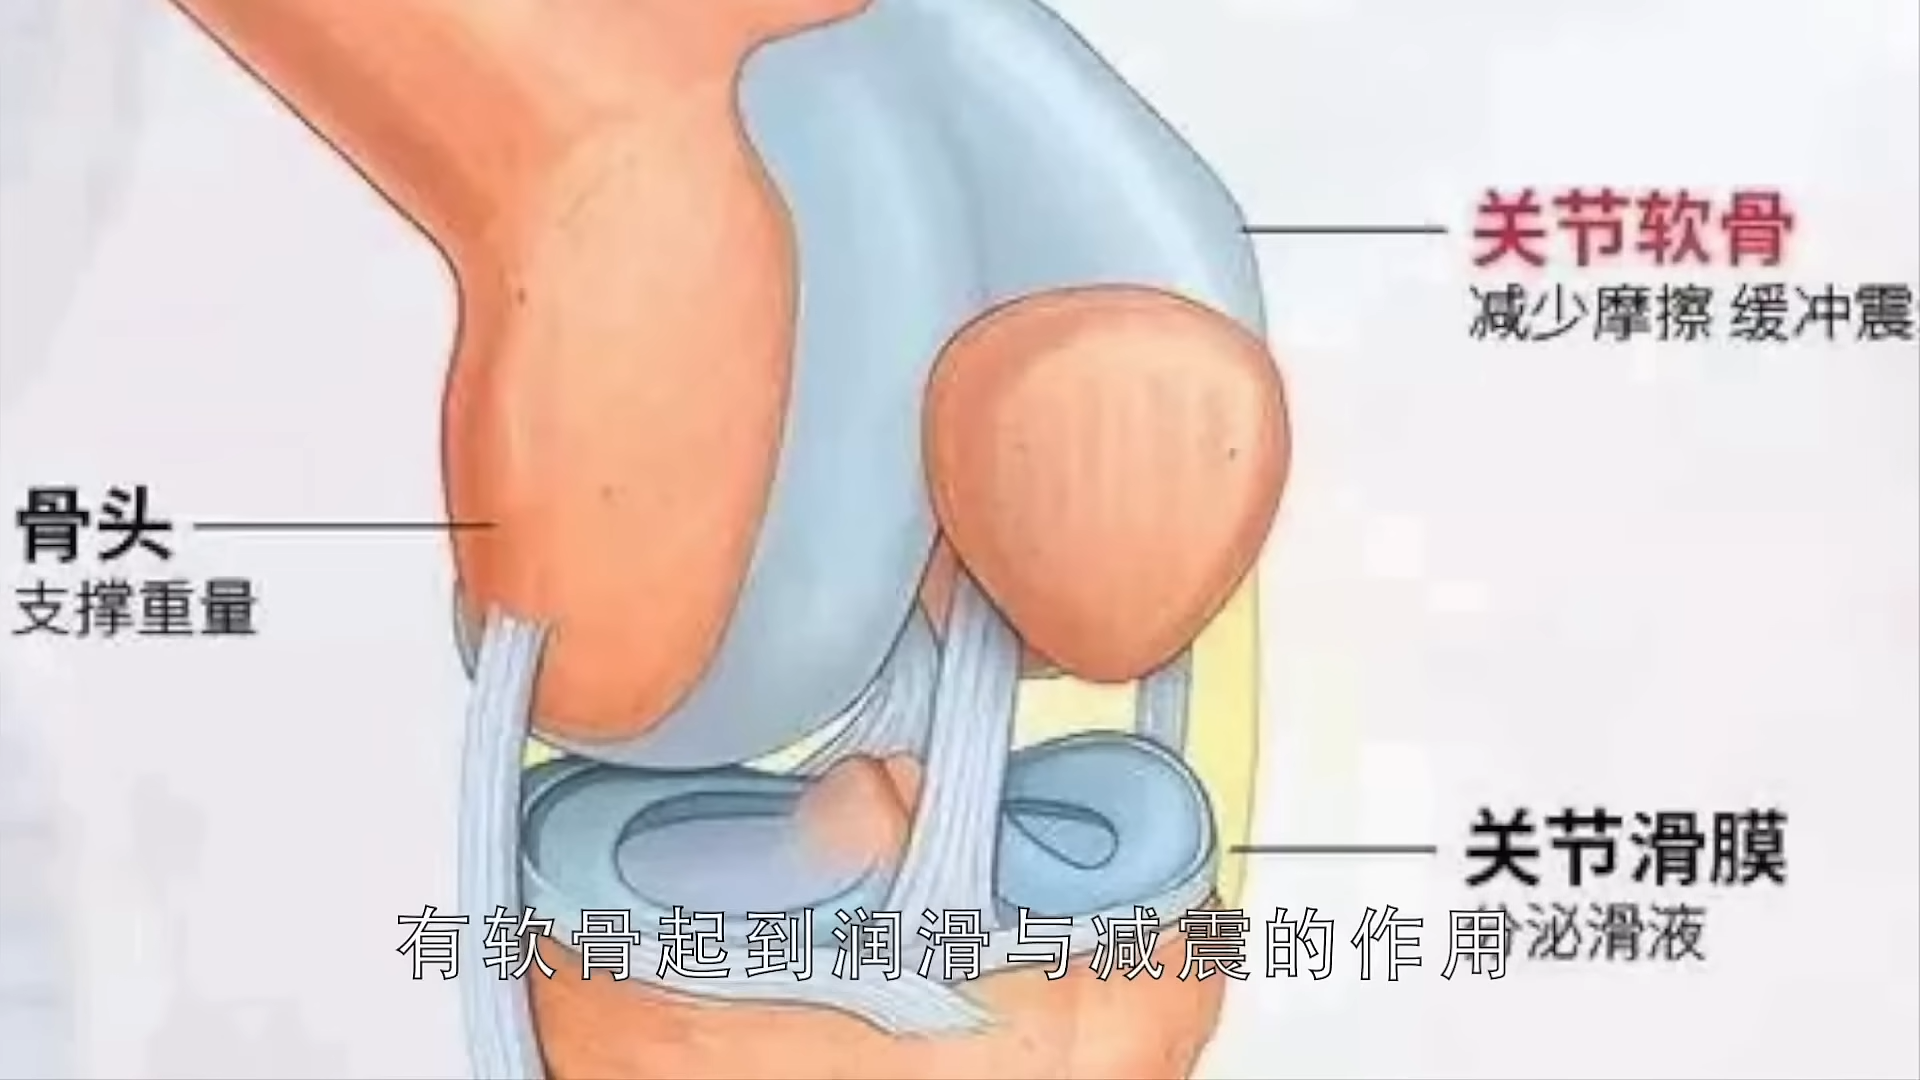 关节软骨
减少摩擦 缓冲震
骨头
支撑重量
关节滑膜
分泌滑液
有软骨起到润滑与减震的作用